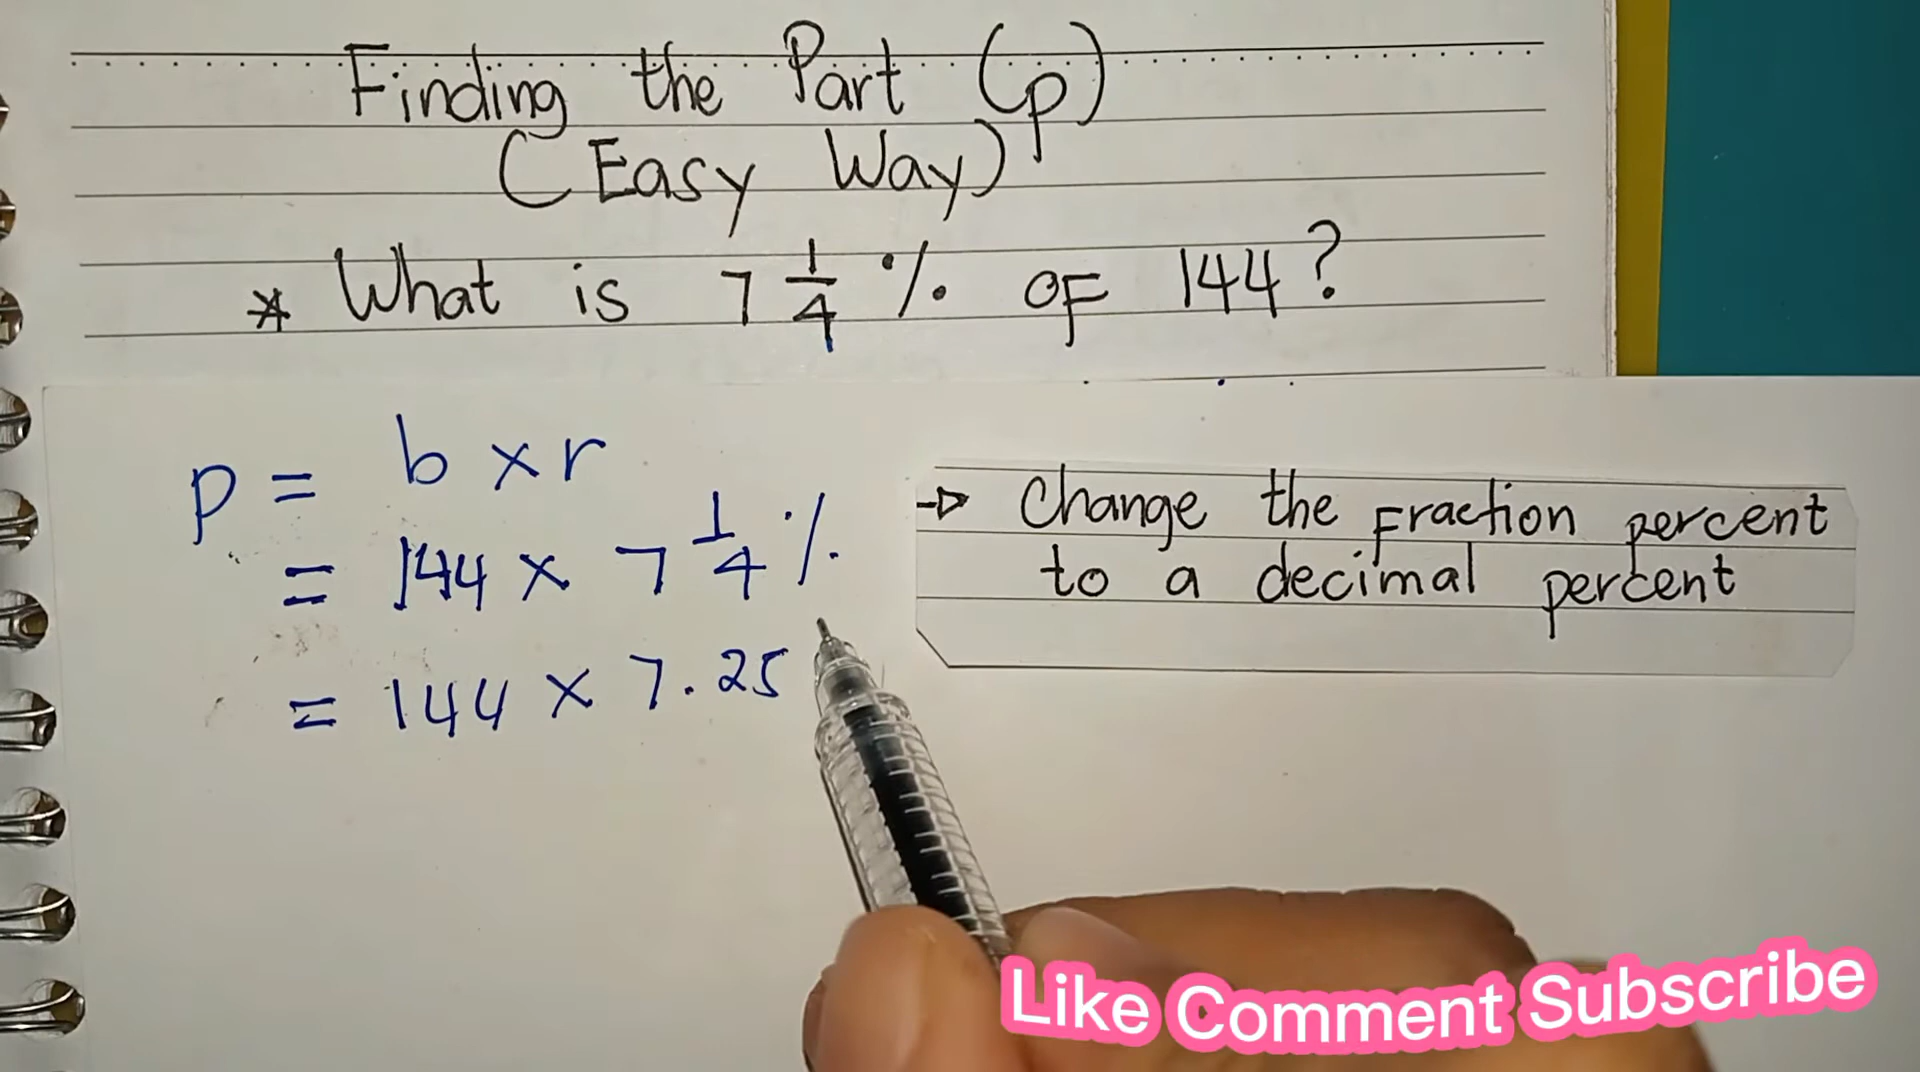 Finding the Part (p)
(Easy Way)
* What is 7 1/4 % of 144?
p = b × r
= 144 × 7 1/4 %
= 144 × 7.25
→ Change the Fraction percent
to a decimal percent
Like Comment Subscribe